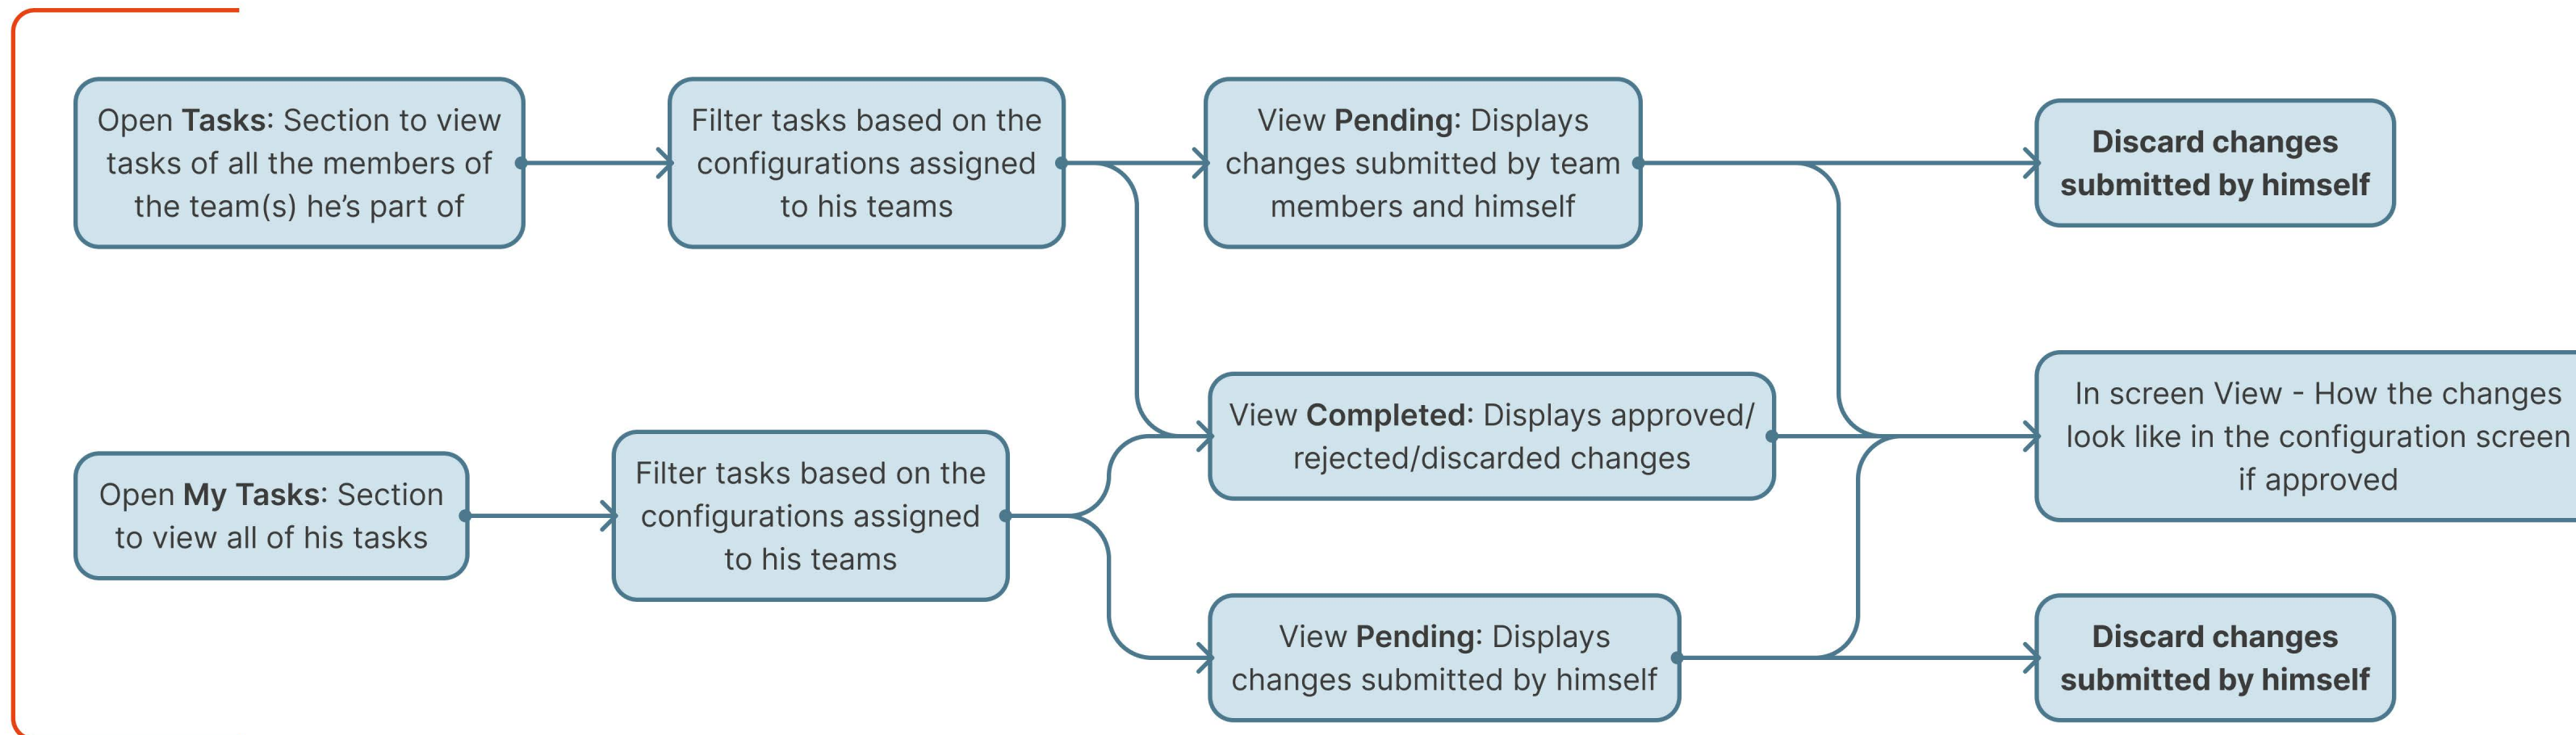 Open Tasks: Section to view
tasks of all the members of
the team(s) he’s part of
Filter tasks based on the
configurations assigned
to his teams
View Pending: Displays
changes submitted by team
members and himself
Discard changes
submitted by himself
View Completed: Displays approved/
rejected/discarded changes
In screen View - How the changes
look like in the configuration screen
if approved
Open My Tasks: Section
to view all of his tasks
Filter tasks based on the
configurations assigned
to his teams
View Pending: Displays
changes submitted by himself
Discard changes
submitted by himself